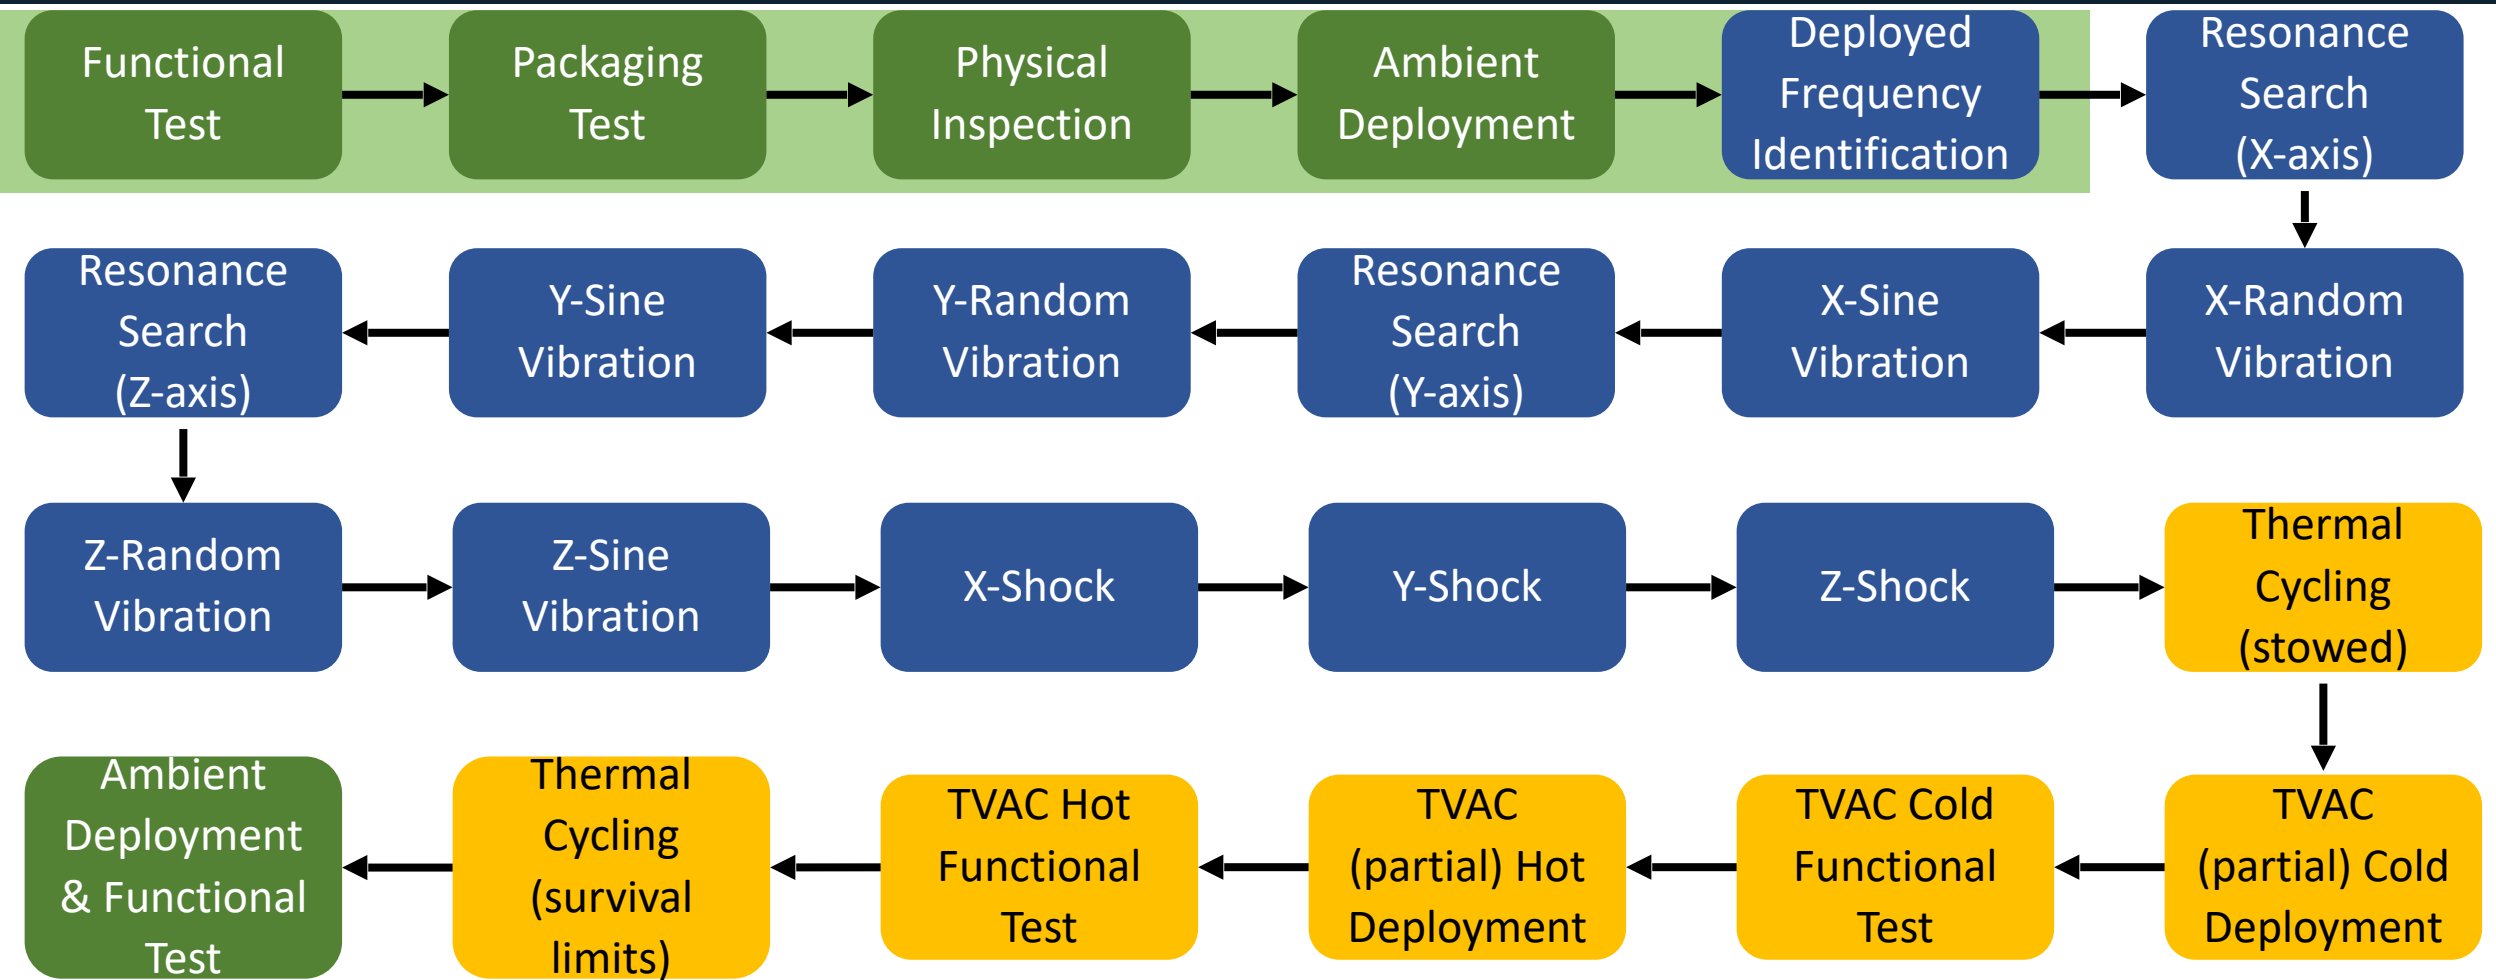 Functional
Test
Packaging
Test
Physical
Inspection
Ambient
Deployment
Deployed
Frequency
Identification
Resonance
Search
(X-axis)
X-Random
Vibration
X-Sine
Vibration
Resonance
Search
(Y-axis)
Y-Random
Vibration
Y-Sine
Vibration
Resonance
Search
(Z-axis)
Z-Random
Vibration
Z-Sine
Vibration
X-Shock
Y-Shock
Z-Shock
Thermal
Cycling
(stowed)
TVAC
(partial) Cold
Deployment
TVAC Cold
Functional
Test
TVAC
(partial) Hot
Deployment
TVAC Hot
Functional
Test
Thermal
Cycling
(survival
limits)
Ambient
Deployment
& Functional
Test